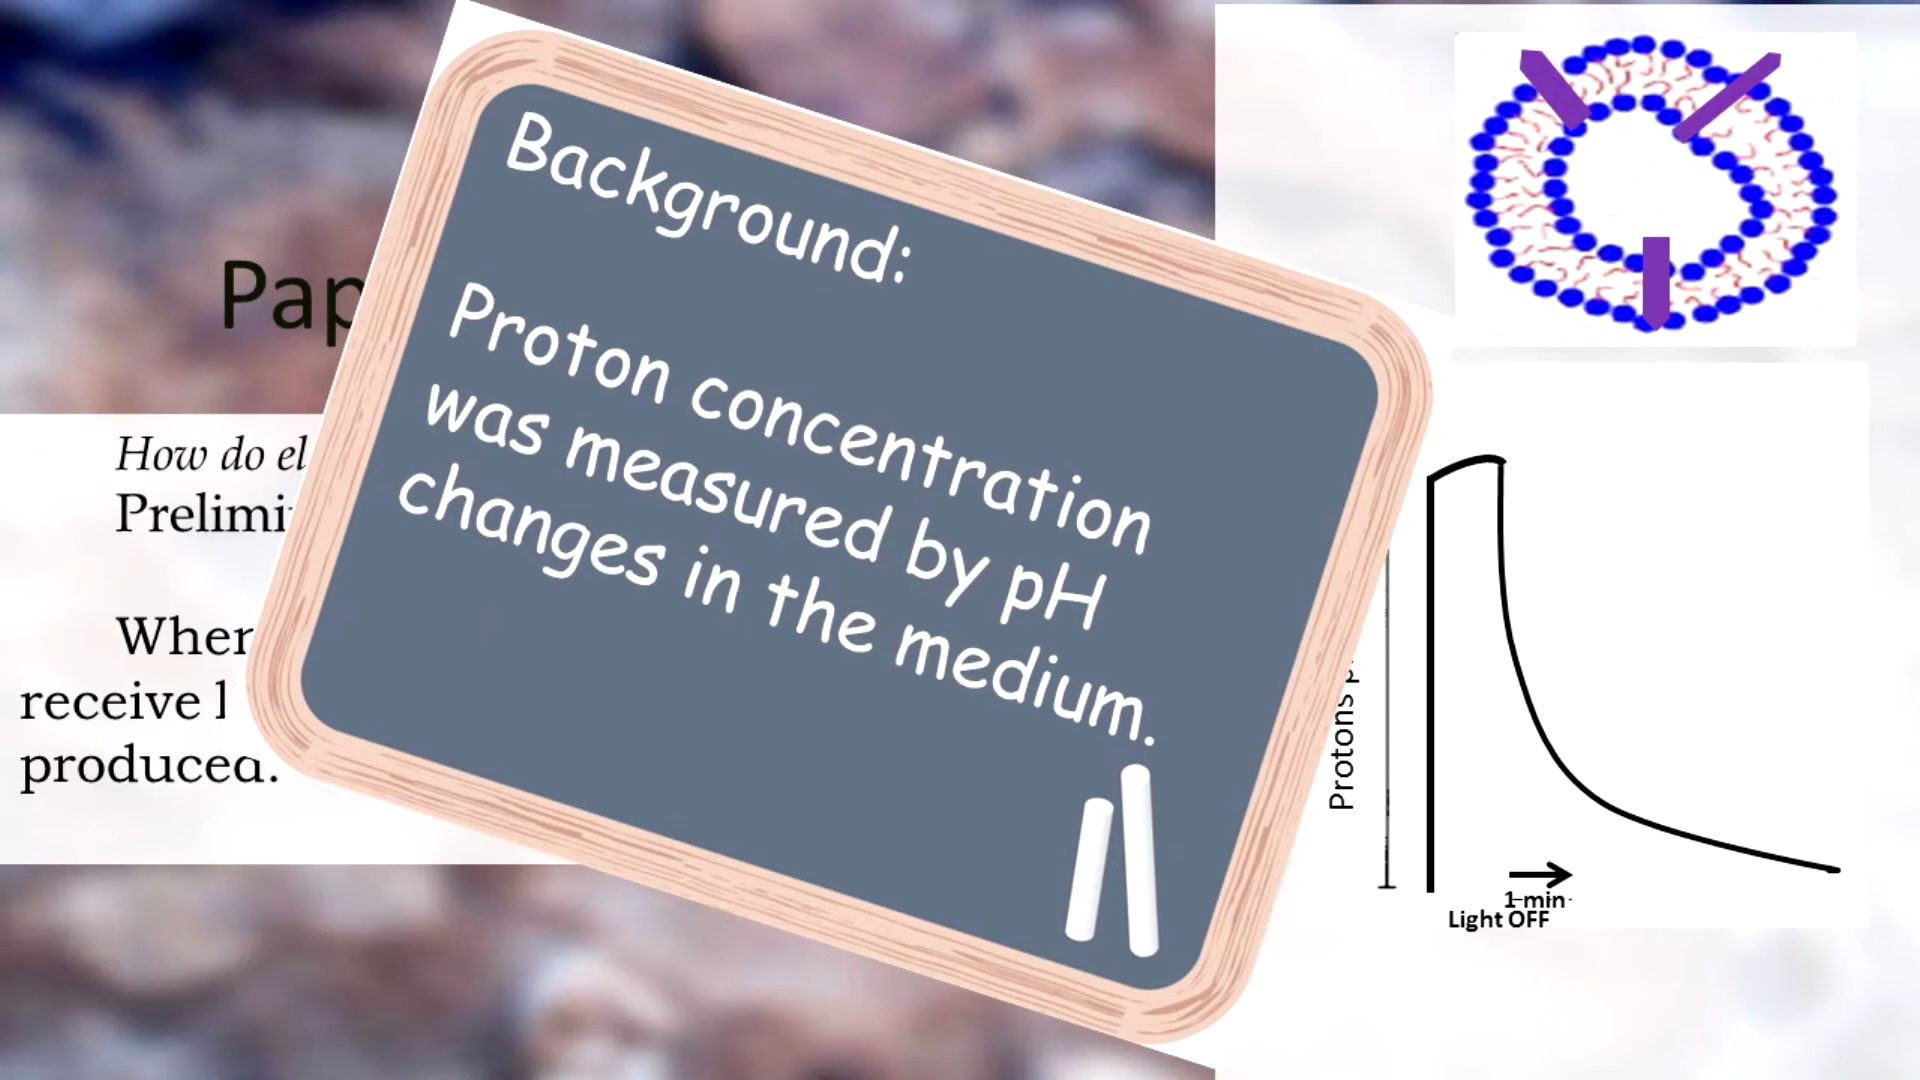 Background:
Proton concentration
was measured by pH
changes in the medium.
Pap
How do el
Prelimi
Wher
receive l
produced.
Protons p
1 min
Light OFF